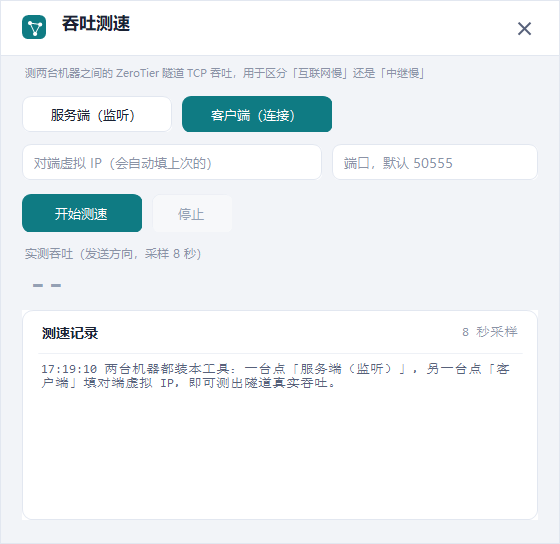 吞吐测速
测两台机器之间的 ZeroTier 隧道 TCP 吞吐，用于区分「互联网慢」还是「中继慢」
服务端（监听）
客户端（连接）
对端虚拟 IP（会自动填上次的）
端口，默认 50555
开始测速
停止
实测吞吐（发送方向，采样 8 秒）
— —
测速记录
8 秒采样
17:19:10 两台机器都装本工具：一台点「服务端（监听）」，另一台点「客
户端」填对端虚拟 IP，即可测出隧道真实吞吐。